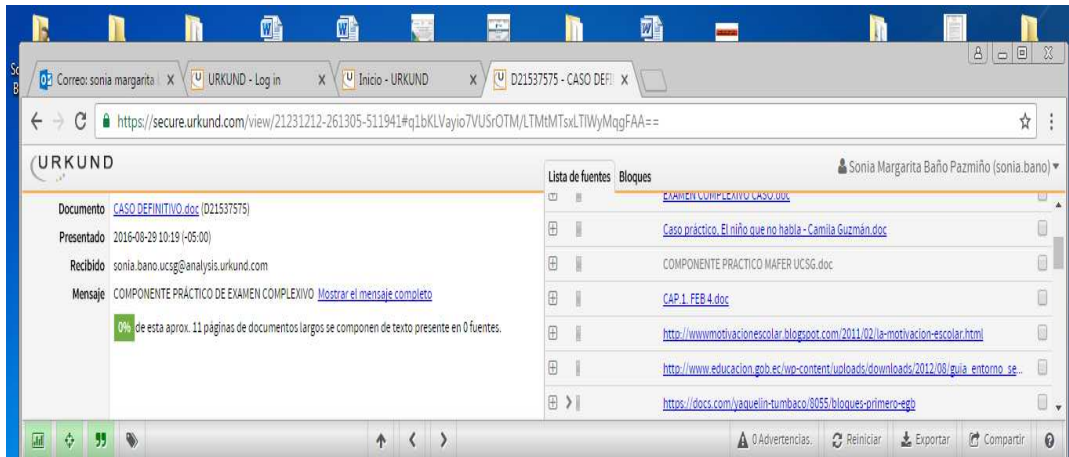 Correo: sonia margarita
URKUND - Log in
Inicio - URKUND
D21537575 - CASO DEFI
https://secure.urkund.com/view/21231212-261305-511941#q1bKLVayio7VUSrOTM/LTMtMTsxLTlWyMqgFAA==
URKUND
Lista de fuentes Bloques
Sonia Margarita Baño Pazmiño (sonia.bano)
Documento CASO DEFINITIVO.doc (D21537575)
Presentado 2016-08-29 10:19 (-05:00)
Recibido sonia.bano.ucsg@analysis.urkund.com
Mensaje COMPONENTE PRÁCTICO DE EXAMEN COMPLEXIVO Mostrar el mensaje completo
0% de esta aprox. 11 páginas de documentos largos se componen de texto presente en 0 fuentes.
EXAMEN COMPLEXIVO CASO.doc
Caso práctico. El niño que no habla - Camila Guzmán.doc
COMPONENTE PRACTICO MAFER UCSG.doc
CAP.1. FEB 4.doc
http://wwwmotivacionescolar.blogspot.com/2011/02/la-motivacion-escolar.html
http://www.educacion.gob.ec/wp-content/uploads/downloads/2012/08/guia_entorno_se...
https://docs.com/yaquelin-tumbaco/8055/bloques-primero-egb
0 Advertencias. Reiniciar Exportar Compartir